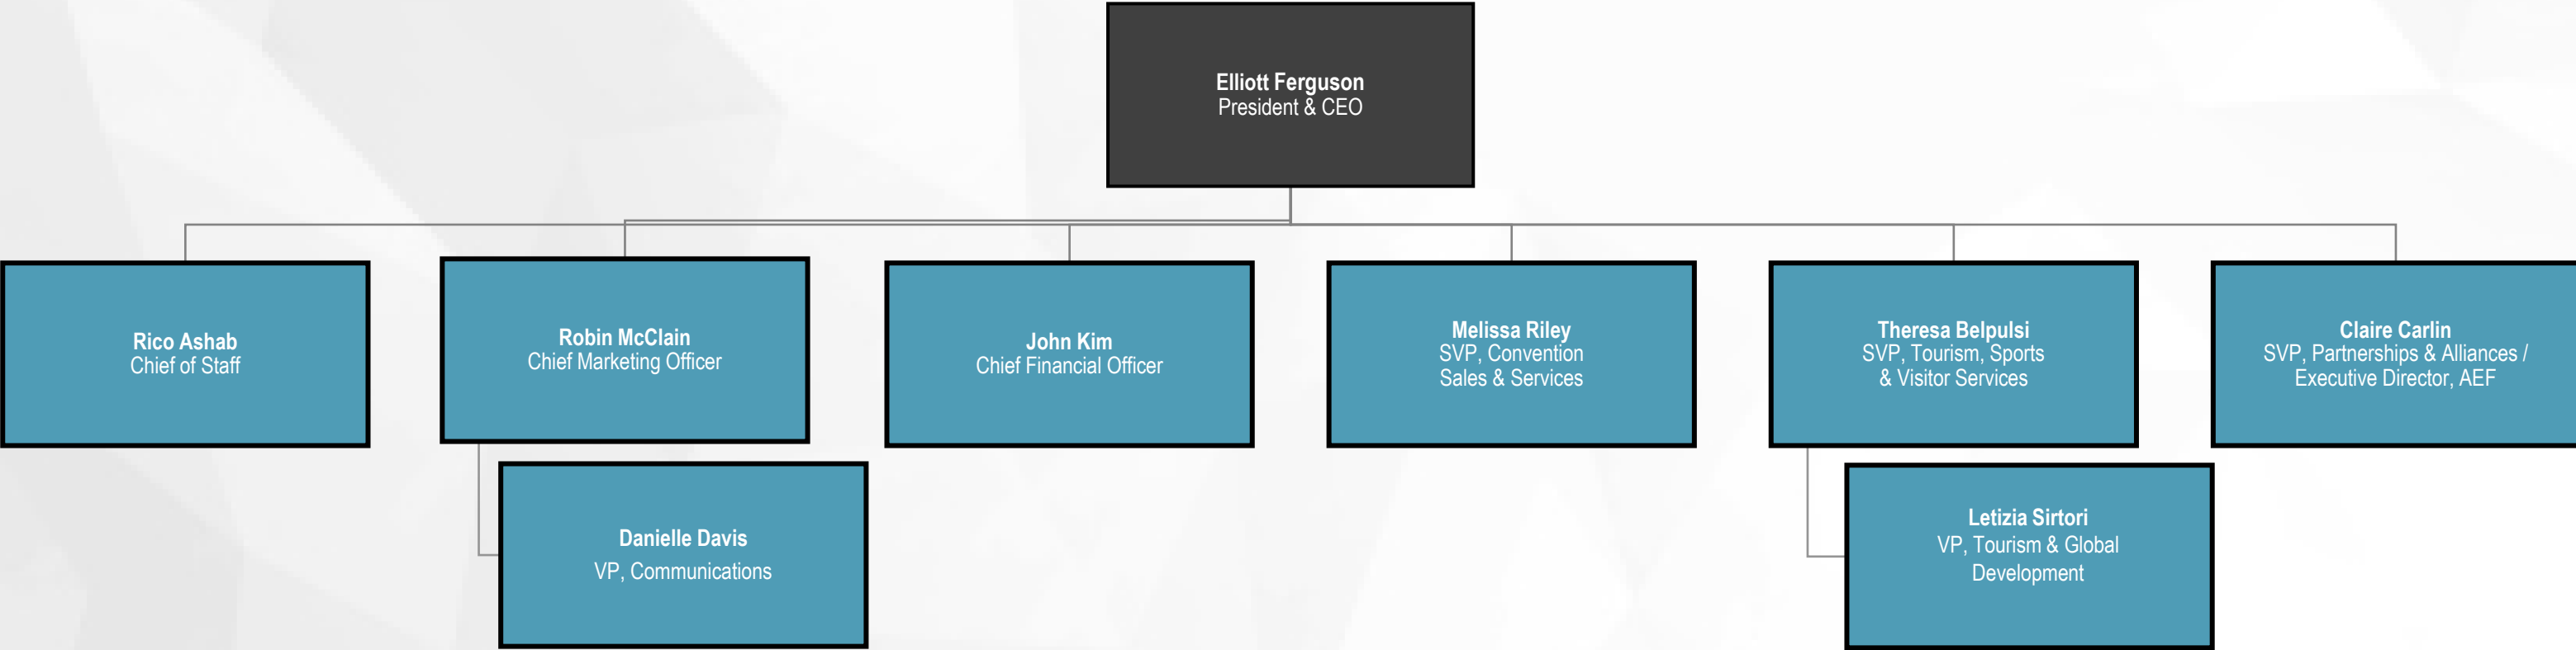 Elliott Ferguson
President & CEO
Rico Ashab
Chief of Staff
Robin McClain
Chief Marketing Officer
John Kim
Chief Financial Officer
Melissa Riley
SVP, Convention
Sales & Services
Theresa Belpulsi
SVP, Tourism, Sports
& Visitor Services
Claire Carlin
SVP, Partnerships & Alliances /
Executive Director, AEF
Danielle Davis
VP, Communications
Letizia Sirtori
VP, Tourism & Global
Development